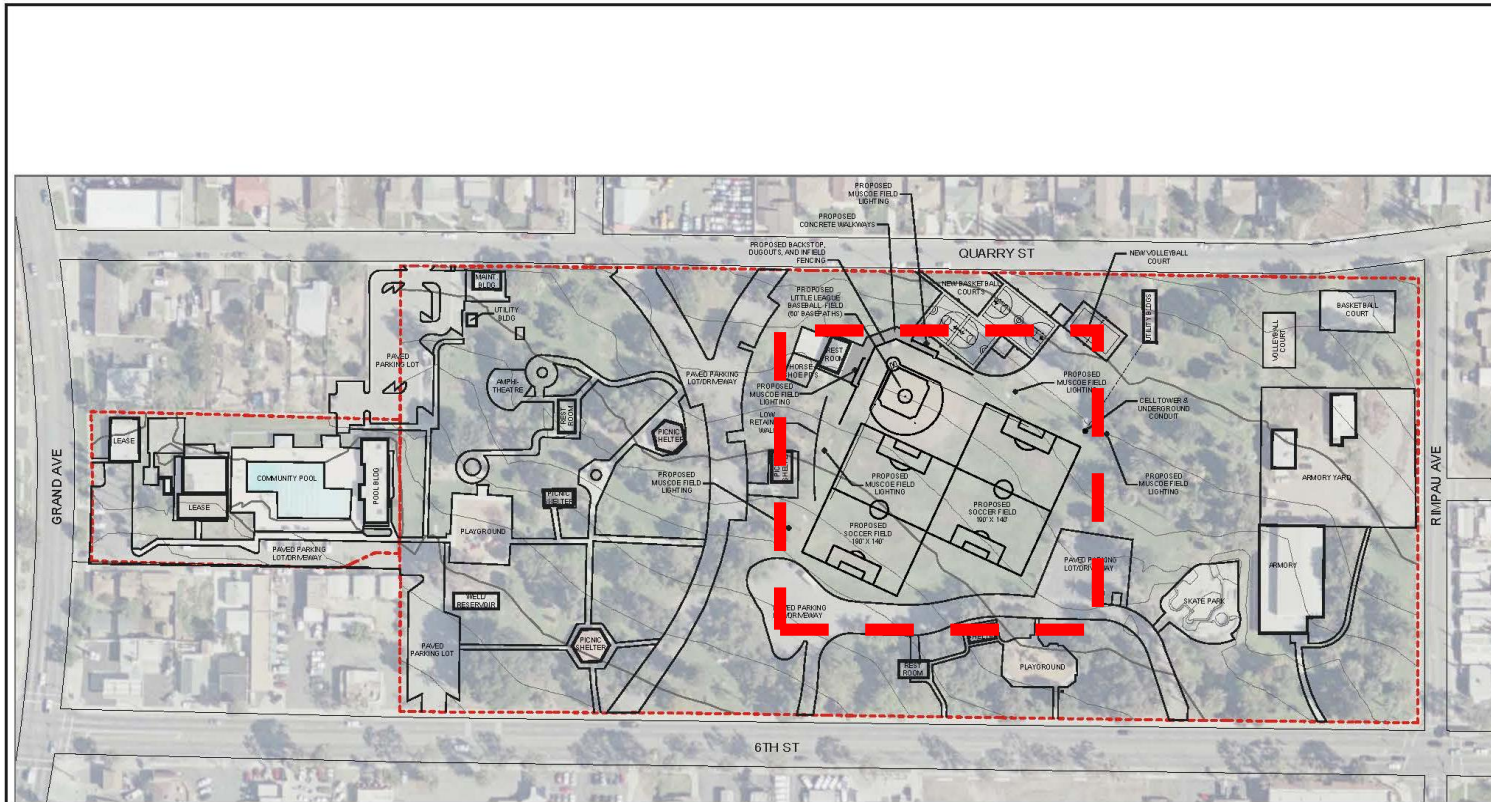 PROPOSED
MUSCOE FIELD
LIGHTING
PROPOSED
CONCRETE WALKWAYS
PROPOSED BACKSTOP,
DUGOUTS, AND INFIELD
FENCING
QUARRY ST
NEW VOLLEYBALL
COURT
MAINT
BLDG
UTILITY
BLDG
PROPOSED
LITTLE LEAGUE
BASEBALL FIELD
(60' BASEPATHS)
NEW BASKETBALL
COURTS
UTILITY BLDGS
BASKETBALL
COURT
VOLLEYBALL
COURT
PAVED
PARKING LOT
AMPHI-
THEATRE
PAVED PARKING
LOT/DRIVEWAY
REST
ROOM
HORSE
SHOE PITS
PROPOSED
MUSCOE FIELD
LIGHTING
PROPOSED
MUSCOE FIELD
LIGHTING
CELL TOWER &
UNDERGROUND
CONDUIT
REST
ROOM
LOW
WALL
LEASE
PICNIC
SHELTER
COMMUNITY POOL
POOL BLDG
LEASE
PROPOSED
MUSCOE FIELD
LIGHTING
PROPOSED
MUSCOE FIELD
LIGHTING
PROPOSED
MUSCOE FIELD
LIGHTING
ARMORY YARD
GRAND AVE
RIMPAU AVE
PICNIC
SHELTER
PROPOSED
SOCCER FIELD
190' X 140'
PROPOSED
SOCCER FIELD
190' X 140'
PLAYGROUND
PAVED PARKING
LOT/DRIVEWAY
PAVED PARKING
LOT/DRIVEWAY
ARMORY
WELL/
RESERVOIR
SKATE PARK
PAVED PARKING
PICNIC
SHELTER
PAVED
PARKING LOT
SHELTER
REST
ROOM
PLAYGROUND
6TH ST